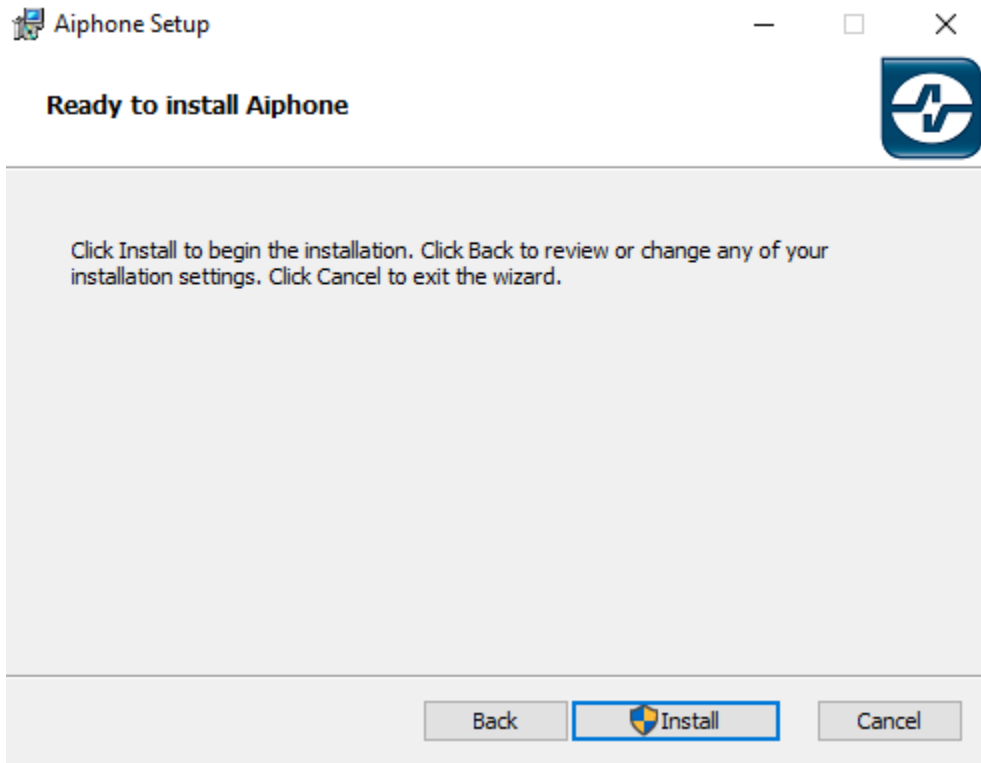 Aiphone Setup
Ready to install Aiphone
Click Install to begin the installation. Click Back to review or change any of your
installation settings. Click Cancel to exit the wizard.
Back
Install
Cancel